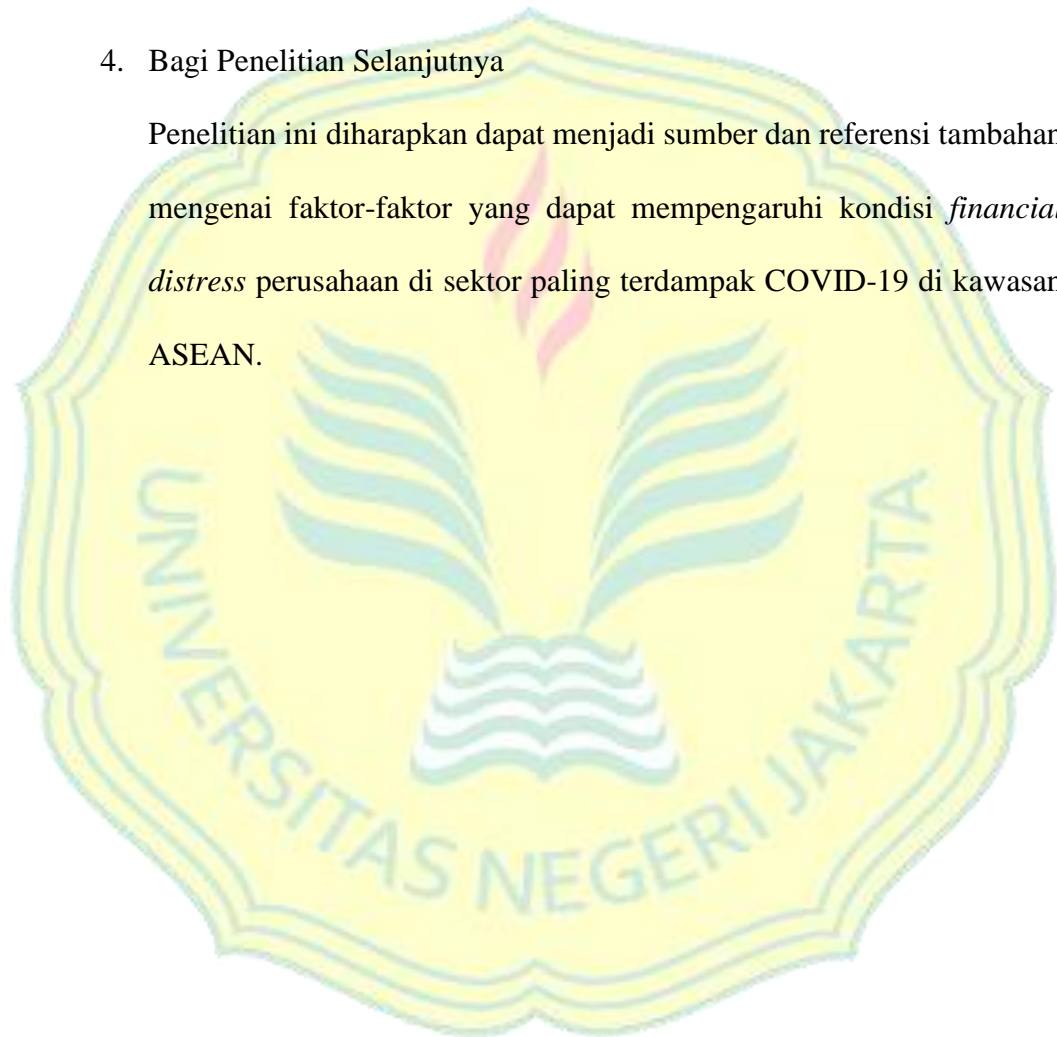 4. Bagi Penelitian Selanjutnya
Penelitian ini diharapkan dapat menjadi sumber dan referensi tambahan
mengenai faktor-faktor yang dapat mempengaruhi kondisi financial
distress perusahaan di sektor paling terdampak COVID-19 di kawasan
ASEAN.
UNIVERSITAS NEGERI JAKARTA